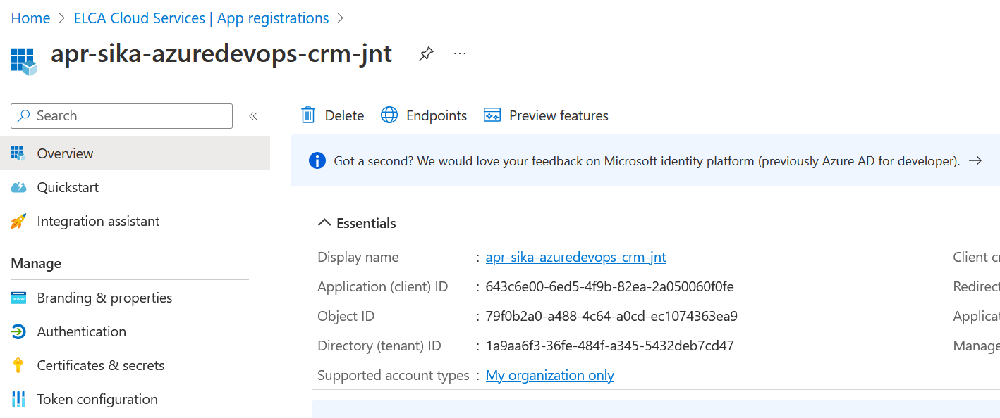 Home > ELCA Cloud Services | App registrations >
apr-sika-azuredevops-crm-jnt
Search
Overview
Quickstart
Integration assistant
Manage
Branding & properties
Authentication
Certificates & secrets
Token configuration
Delete Endpoints Preview features
Got a second? We would love your feedback on Microsoft identity platform (previously Azure AD for developer). →
Essentials
Display name : apr-sika-azuredevops-crm-jnt Client cr
Application (client) ID : 643c6e00-6ed5-4f9b-82ea-2a050060f0fe Redirect
Object ID : 79f0b2a0-a488-4c64-a0cd-ec1074363ea9 Applicat
Directory (tenant) ID : 1a9aa6f3-36fe-484f-a345-5432deb7cd47 Manage
Supported account types : My organization only